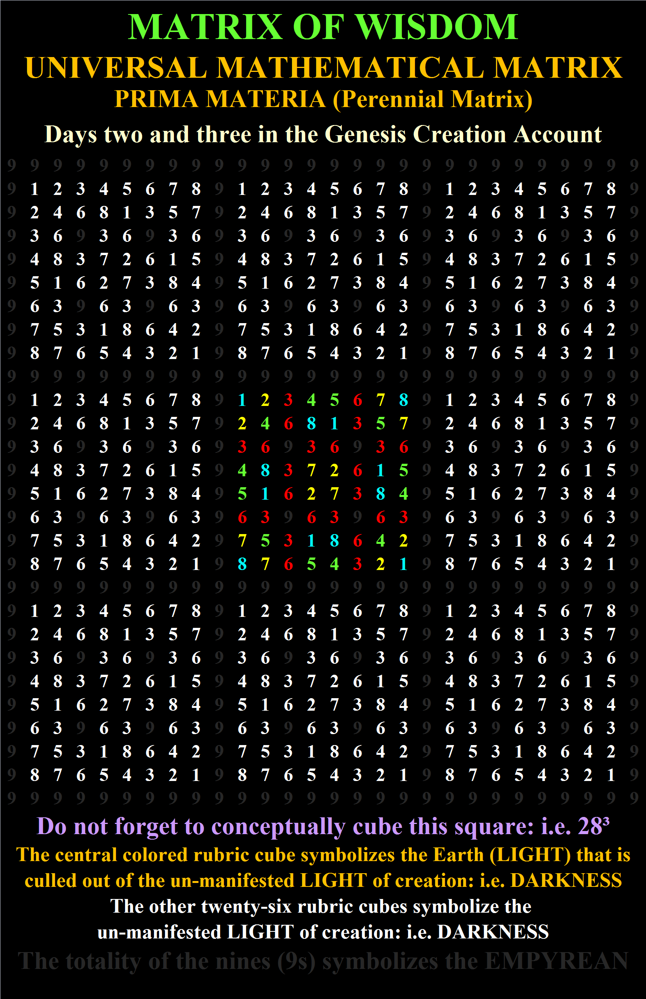 MATRIX OF WISDOM
UNIVERSAL MATHEMATICAL MATRIX
PRIMA MATERIA (Perennial Matrix)
Days two and three in the Genesis Creation Account
9 9 9 9 9 9 9 9 9 9 9 9 9 9 9 9 9 9 9 9 9 9 9 9 9 9 9 9
9 1 2 3 4 5 6 7 8 9 1 2 3 4 5 6 7 8 9 1 2 3 4 5 6 7 8 9
9 2 4 6 8 1 3 5 7 9 2 4 6 8 1 3 5 7 9 2 4 6 8 1 3 5 7 9
9 3 6 9 3 6 9 3 6 9 3 6 9 3 6 9 3 6 9 3 6 9 3 6 9 3 6 9
9 4 8 3 7 2 6 1 5 9 4 8 3 7 2 6 1 5 9 4 8 3 7 2 6 1 5 9
9 5 1 6 2 7 3 8 4 9 5 1 6 2 7 3 8 4 9 5 1 6 2 7 3 8 4 9
9 6 3 9 6 3 9 6 3 9 6 3 9 6 3 9 6 3 9 6 3 9 6 3 9 6 3 9
9 7 5 3 1 8 6 4 2 9 7 5 3 1 8 6 4 2 9 7 5 3 1 8 6 4 2 9
9 8 7 6 5 4 3 2 1 9 8 7 6 5 4 3 2 1 9 8 7 6 5 4 3 2 1 9
9 9 9 9 9 9 9 9 9 9 9 9 9 9 9 9 9 9 9 9 9 9 9 9 9 9 9 9
9 1 2 3 4 5 6 7 8 9 1 2 3 4 5 6 7 8 9 1 2 3 4 5 6 7 8 9
9 2 4 6 8 1 3 5 7 9 2 4 6 8 1 3 5 7 9 2 4 6 8 1 3 5 7 9
9 3 6 9 3 6 9 3 6 9 3 6 9 3 6 9 3 6 9 3 6 9 3 6 9 3 6 9
9 4 8 3 7 2 6 1 5 9 4 8 3 7 2 6 1 5 9 4 8 3 7 2 6 1 5 9
9 5 1 6 2 7 3 8 4 9 5 1 6 2 7 3 8 4 9 5 1 6 2 7 3 8 4 9
9 6 3 9 6 3 9 6 3 9 6 3 9 6 3 9 6 3 9 6 3 9 6 3 9 6 3 9
9 7 5 3 1 8 6 4 2 9 7 5 3 1 8 6 4 2 9 7 5 3 1 8 6 4 2 9
9 8 7 6 5 4 3 2 1 9 8 7 6 5 4 3 2 1 9 8 7 6 5 4 3 2 1 9
9 9 9 9 9 9 9 9 9 9 9 9 9 9 9 9 9 9 9 9 9 9 9 9 9 9 9 9
9 1 2 3 4 5 6 7 8 9 1 2 3 4 5 6 7 8 9 1 2 3 4 5 6 7 8 9
9 2 4 6 8 1 3 5 7 9 2 4 6 8 1 3 5 7 9 2 4 6 8 1 3 5 7 9
9 3 6 9 3 6 9 3 6 9 3 6 9 3 6 9 3 6 9 3 6 9 3 6 9 3 6 9
9 4 8 3 7 2 6 1 5 9 4 8 3 7 2 6 1 5 9 4 8 3 7 2 6 1 5 9
9 5 1 6 2 7 3 8 4 9 5 1 6 2 7 3 8 4 9 5 1 6 2 7 3 8 4 9
9 6 3 9 6 3 9 6 3 9 6 3 9 6 3 9 6 3 9 6 3 9 6 3 9 6 3 9
9 7 5 3 1 8 6 4 2 9 7 5 3 1 8 6 4 2 9 7 5 3 1 8 6 4 2 9
9 8 7 6 5 4 3 2 1 9 8 7 6 5 4 3 2 1 9 8 7 6 5 4 3 2 1 9
9 9 9 9 9 9 9 9 9 9 9 9 9 9 9 9 9 9 9 9 9 9 9 9 9 9 9 9
Do not forget to conceptually cube this square: i.e. 28³
The central colored rubric cube symbolizes the Earth (LIGHT) that is
culled out of the un-manifested LIGHT of creation: i.e. DARKNESS
The other twenty-six rubric cubes symbolize the
un-manifested LIGHT of creation: i.e. DARKNESS
The totality of the nines (9s) symbolizes the EMPYREAN